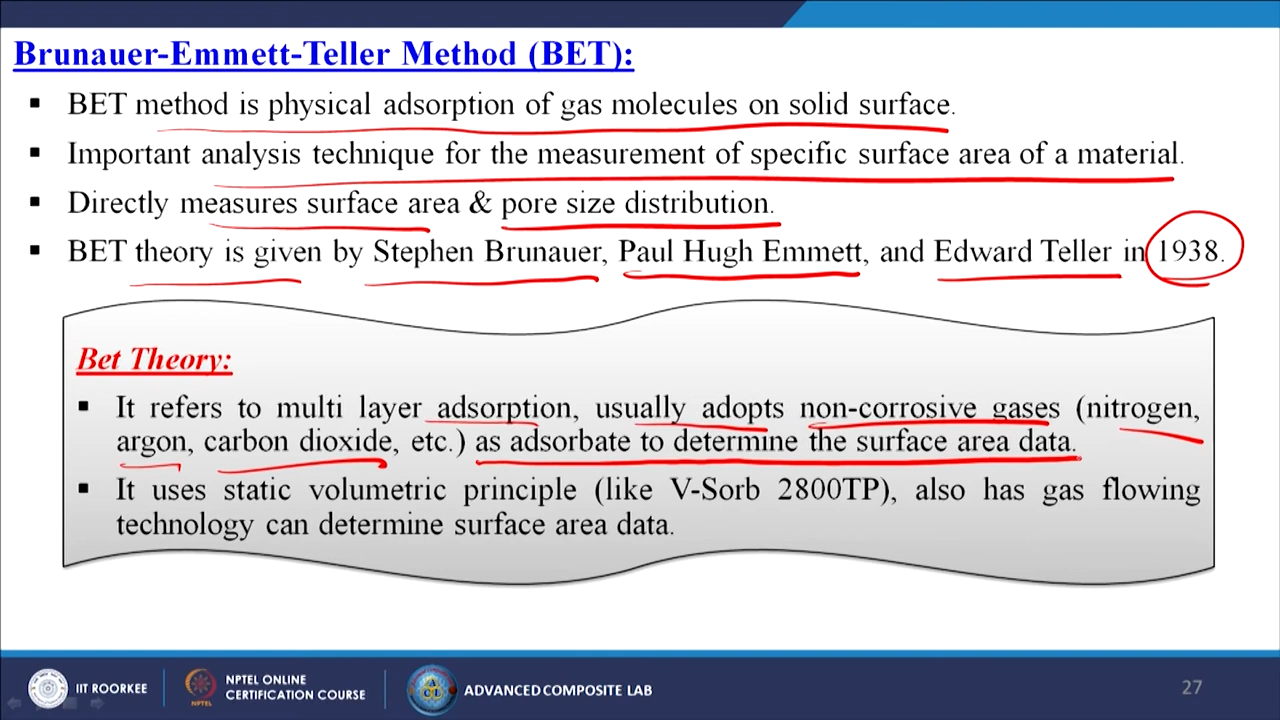 Brunauer-Emmett-Teller Method (BET):
▪ BET method is physical adsorption of gas molecules on solid surface.
▪ Important analysis technique for the measurement of specific surface area of a material.
▪ Directly measures surface area & pore size distribution.
▪ BET theory is given by Stephen Brunauer, Paul Hugh Emmett, and Edward Teller in 1938.
Bet Theory:
▪ It refers to multi layer adsorption, usually adopts non-corrosive gases (nitrogen,
argon, carbon dioxide, etc.) as adsorbate to determine the surface area data.
▪ It uses static volumetric principle (like V-Sorb 2800TP), also has gas flowing
technology can determine surface area data.
IIT ROORKEE
NPTEL ONLINE
CERTIFICATION COURSE
NPTEL
ADVANCED COMPOSITE LAB
27